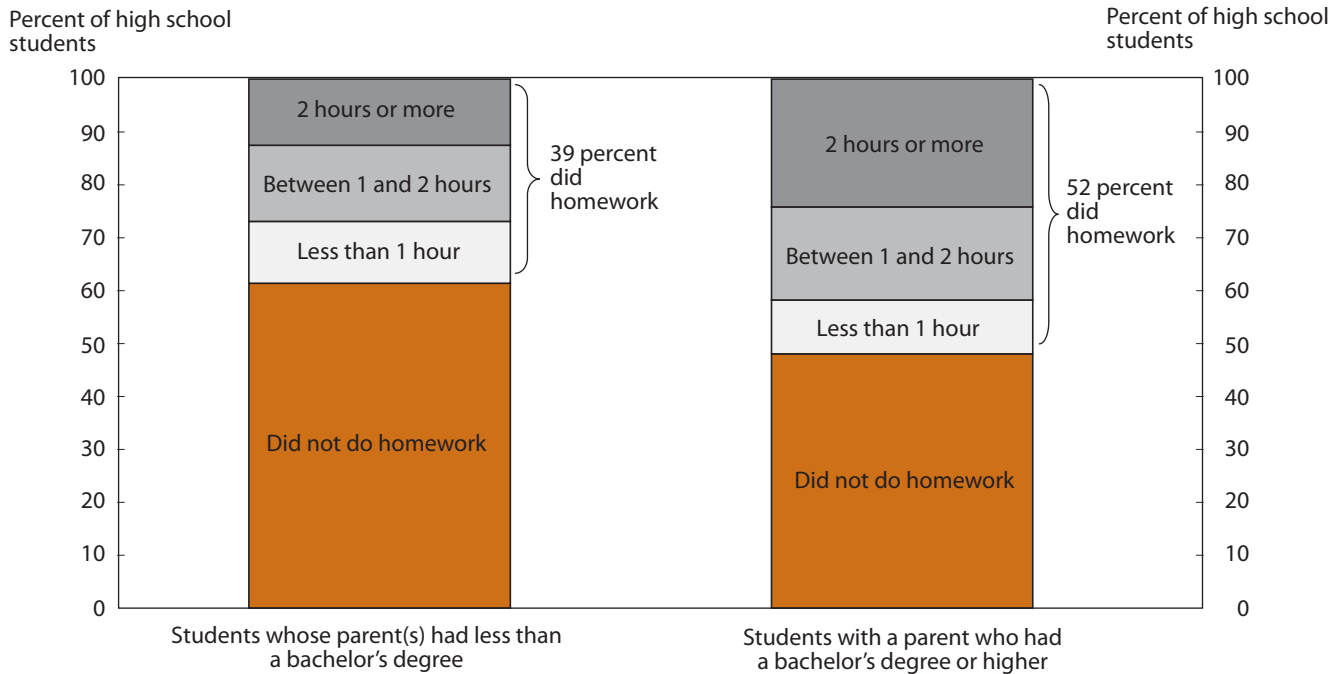 Percent of high school
students
Percent of high school
students
100
90
80
70
60
50
40
30
20
10
0
2 hours or more
Between 1 and 2 hours
Less than 1 hour
Did not do homework
39 percent
did
homework
2 hours or more
Between 1 and 2 hours
Less than 1 hour
Did not do homework
52 percent
did
homework
100
90
80
70
60
50
40
30
20
10
0
Students whose parent(s) had less than
a bachelor’s degree
Students with a parent who had
a bachelor’s degree or higher